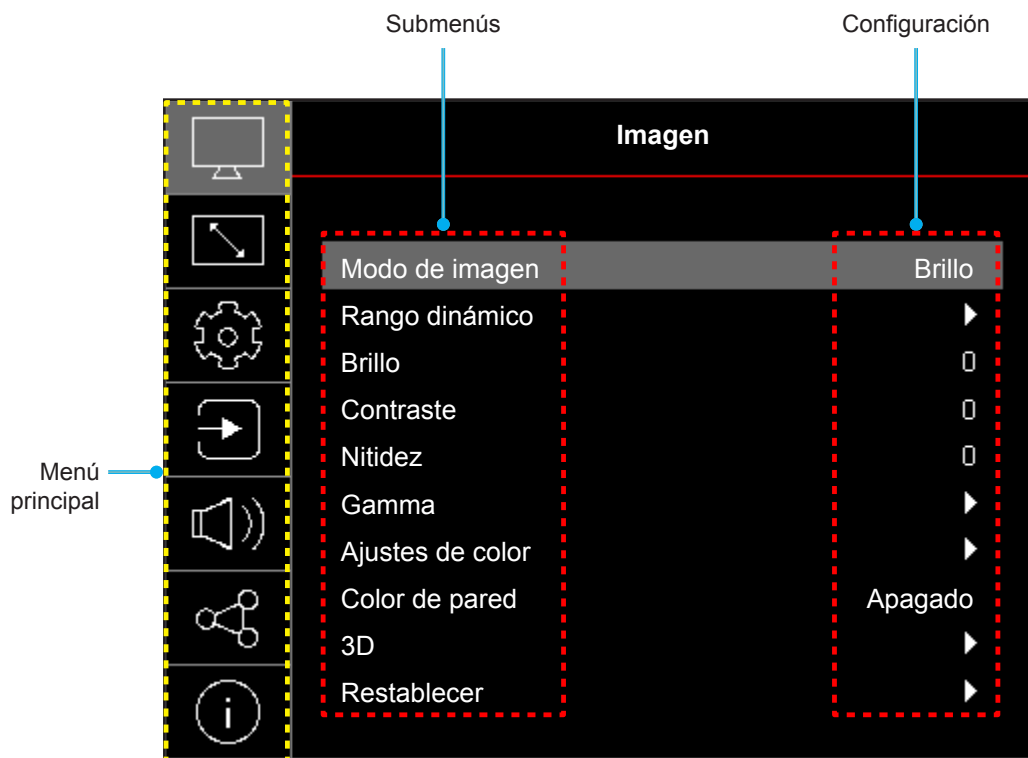 Submenús Configuración
Imagen
Modo de imagen Brillo
Rango dinámico
Brillo 0
Contraste 0
Nitidez 0
Menú
principal
Gamma
Ajustes de color
Color de pared Apagado
3D
Restablecer
i